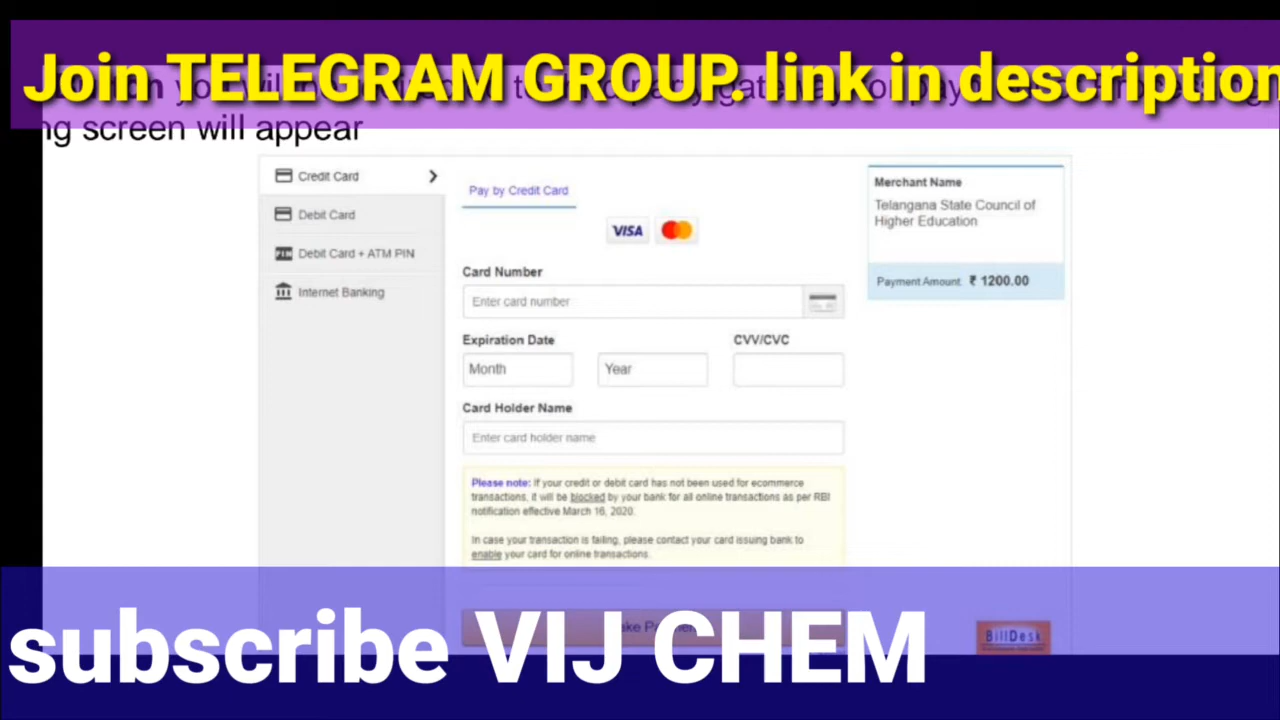 Join TELEGRAM GROUP. link in description
ng screen will appear
Credit Card
Debit Card
Debit Card + ATM PIN
Internet Banking
Pay by Credit Card
VISA
Card Number
Enter card number
Expiration Date
CVV/CVC
Month
Year
Card Holder Name
Enter card holder name
Please note: If your credit or debit card has not been used for ecommerce
transactions, it will be blocked by your bank for all online transactions as per RBI
notification effective March 16, 2020.
In case your transaction is failing, please contact your card issuing bank to
enable your card for online transactions.
Merchant Name
Telangana State Council of
Higher Education
Payment Amount ₹ 1200.00
BillDesk
subscribe VIJ CHEM